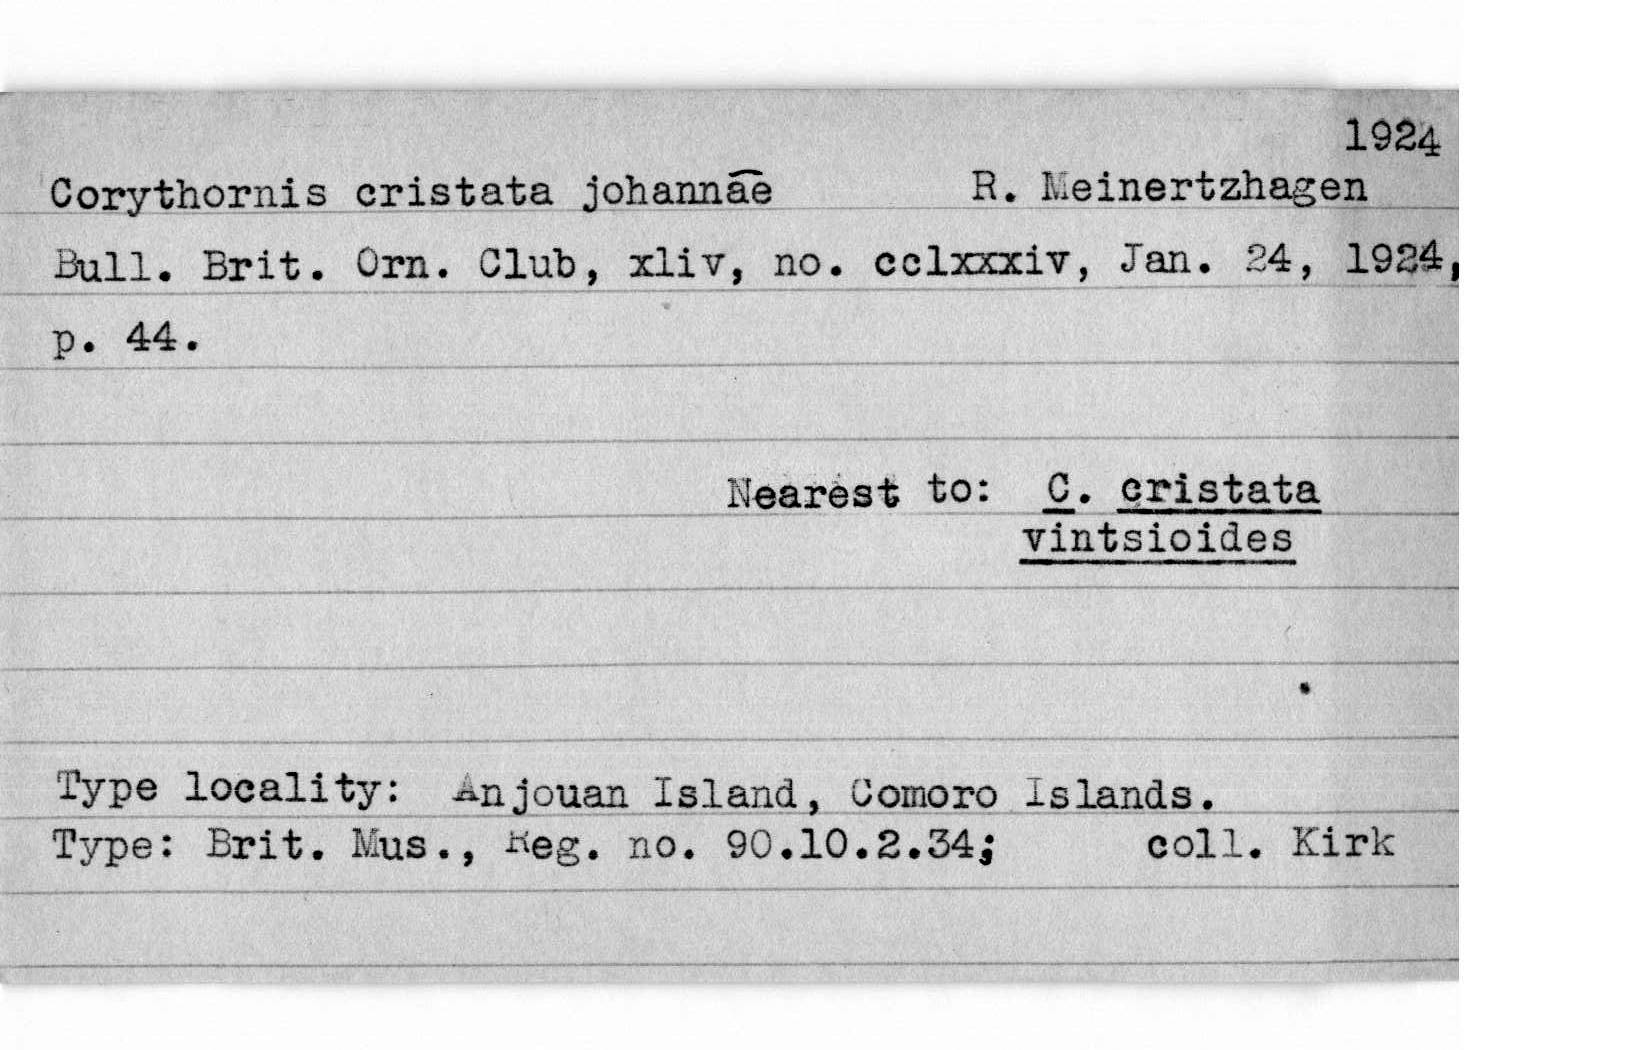 1924
Corythornis cristata johannae R. Meinertzhagen
Bull. Brit. Orn. Club, xliv, no. cclxxxiv, Jan. 24, 1924,
p. 44.
Nearest to: C. cristata
vintsioides
Type locality: Anjouan Island, Comoro Islands.
Type: Brit. Mus., Reg. no. 90.10.2.34; coll. Kirk